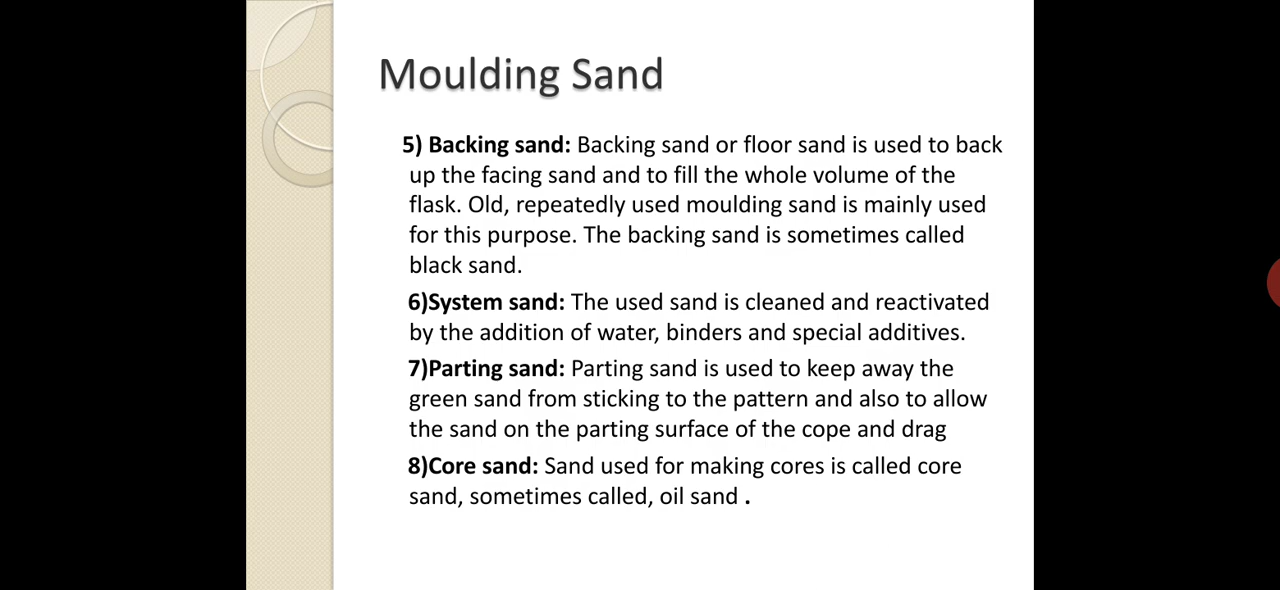 Moulding Sand
5) Backing sand: Backing sand or floor sand is used to back
up the facing sand and to fill the whole volume of the
flask. Old, repeatedly used moulding sand is mainly used
for this purpose. The backing sand is sometimes called
black sand.
6)System sand: The used sand is cleaned and reactivated
by the addition of water, binders and special additives.
7)Parting sand: Parting sand is used to keep away the
green sand from sticking to the pattern and also to allow
the sand on the parting surface of the cope and drag
8)Core sand: Sand used for making cores is called core
sand, sometimes called, oil sand .